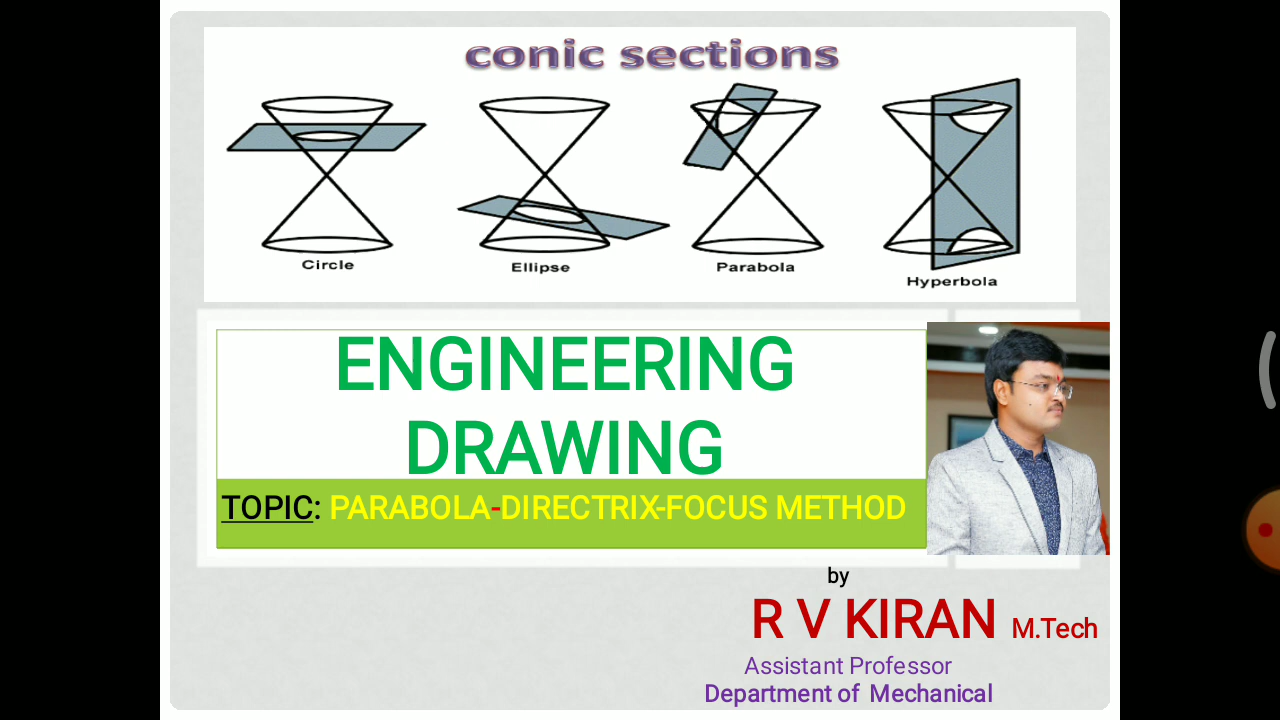 conic sections
Circle
Ellipse
Parabola
Hyperbola
ENGINEERING
DRAWING
TOPIC: PARABOLA-DIRECTRIX-FOCUS METHOD
by
R V KIRAN M.Tech
Assistant Professor
Department of Mechanical